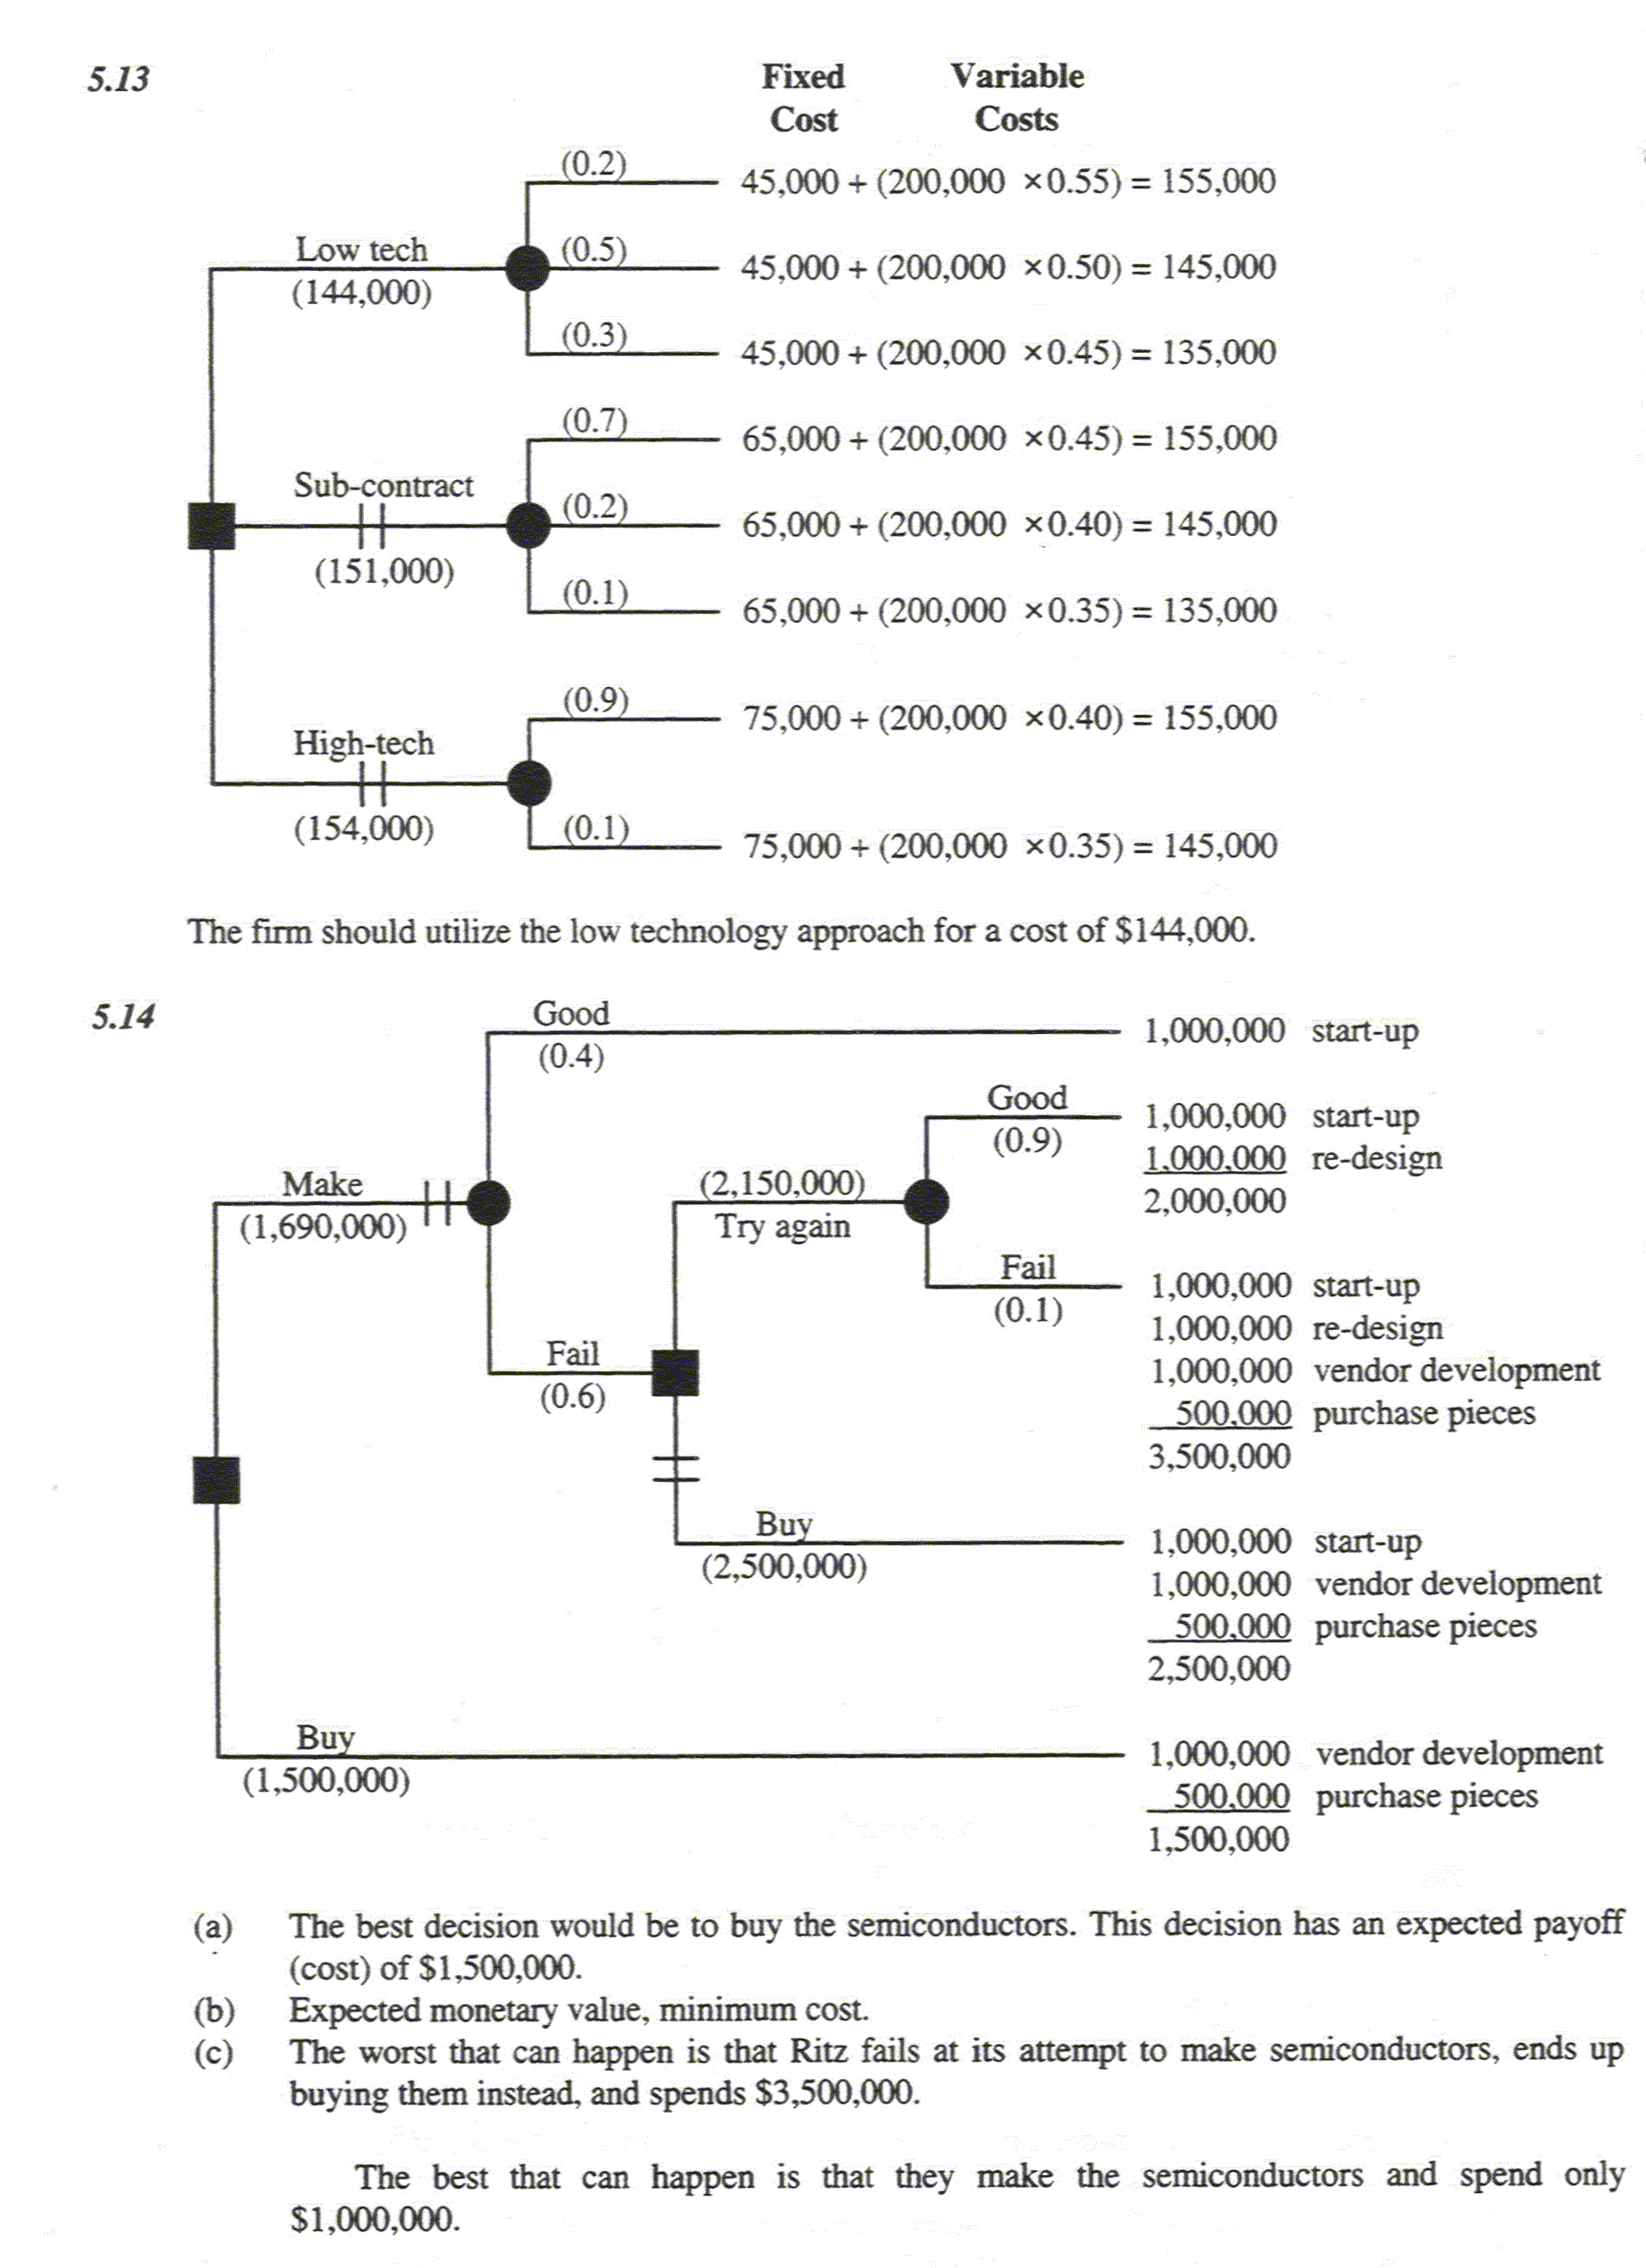 5.13
Fixed Variable
Cost Costs
(0.2) 45,000 + (200,000 ×0.55) = 155,000
Low tech (0.5) 45,000 + (200,000 ×0.50) = 145,000
(144,000)
(0.3) 45,000 + (200,000 ×0.45) = 135,000
(0.7) 65,000 + (200,000 ×0.45) = 155,000
Sub-contract (0.2) 65,000 + (200,000 ×0.40) = 145,000
(151,000)
(0.1) 65,000 + (200,000 ×0.35) = 135,000
(0.9) 75,000 + (200,000 ×0.40) = 155,000
High-tech
(154,000) (0.1) 75,000 + (200,000 ×0.35) = 145,000
The firm should utilize the low technology approach for a cost of $144,000.
5.14
Good 1,000,000 start-up
(0.4)
Good 1,000,000 start-up
(0.9) 1,000,000 re-design
2,000,000
Make (2,150,000)
(1,690,000) Try again
Fail 1,000,000 start-up
(0.1) 1,000,000 re-design
1,000,000 vendor development
500,000 purchase pieces
3,500,000
Fail
(0.6)
Buy 1,000,000 start-up
(2,500,000) 1,000,000 vendor development
500,000 purchase pieces
2,500,000
Buy 1,000,000 vendor development
(1,500,000) 500,000 purchase pieces
1,500,000
(a) The best decision would be to buy the semiconductors. This decision has an expected payoff
(cost) of $1,500,000.
(b) Expected monetary value, minimum cost.
(c) The worst that can happen is that Ritz fails at its attempt to make semiconductors, ends up
buying them instead, and spends $3,500,000.
The best that can happen is that they make the semiconductors and spend only
$1,000,000.